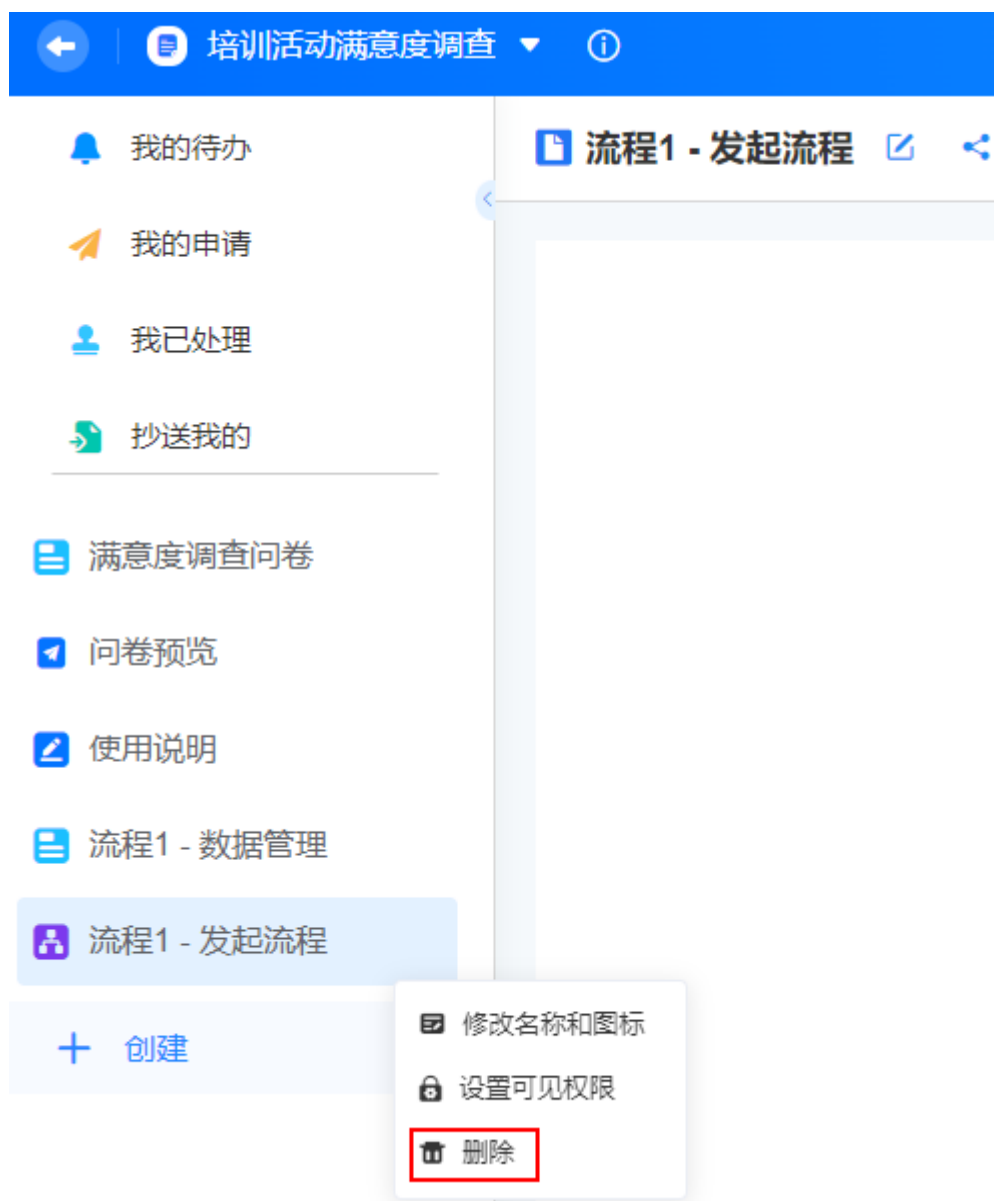 培训活动满意度调查
我的待办
流程1 - 发起流程
我的申请
我已处理
抄送我的
满意度调查问卷
问卷预览
使用说明
流程1 - 数据管理
流程1 - 发起流程
修改名称和图标
创建
设置可见权限
删除